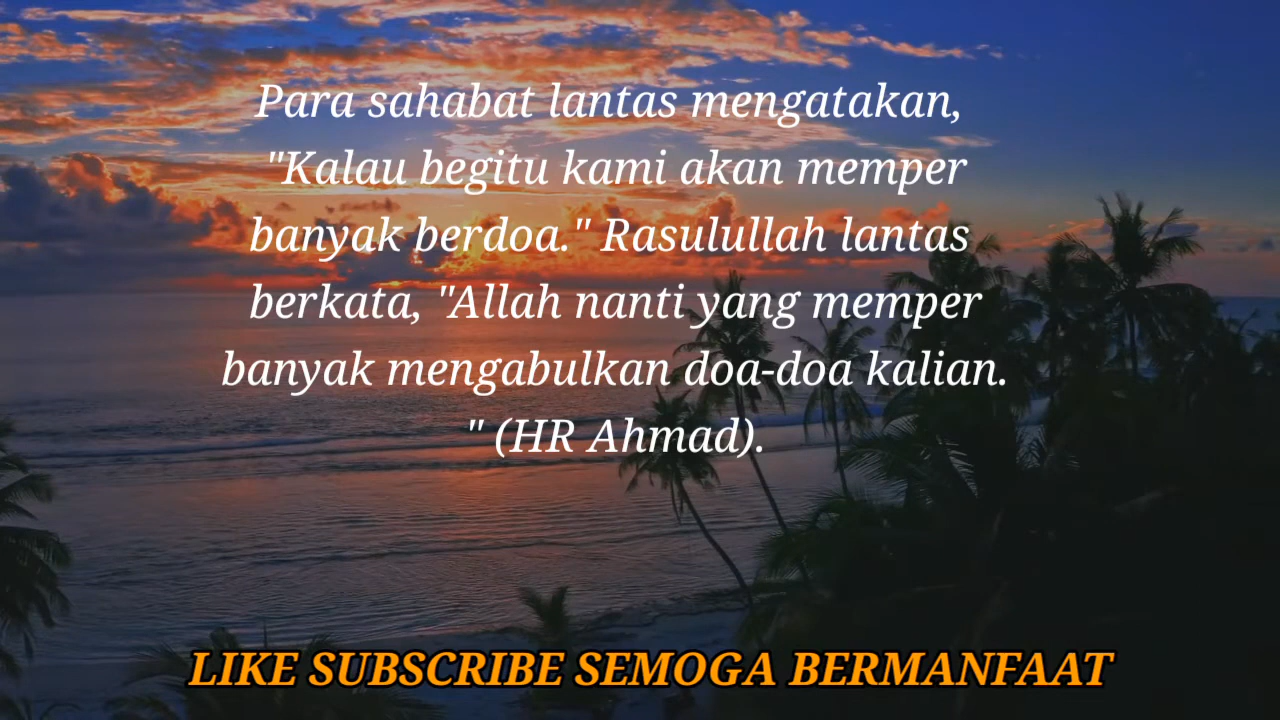 Para sahabat lantas mengatakan,
"Kalau begitu kami akan memper
banyak berdoa." Rasulullah lantas
berkata, "Allah nanti yang memper
banyak mengabulkan doa-doa kalian.
" (HR Ahmad).
LIKE SUBSCRIBE SEMOGA BERMANFAAT